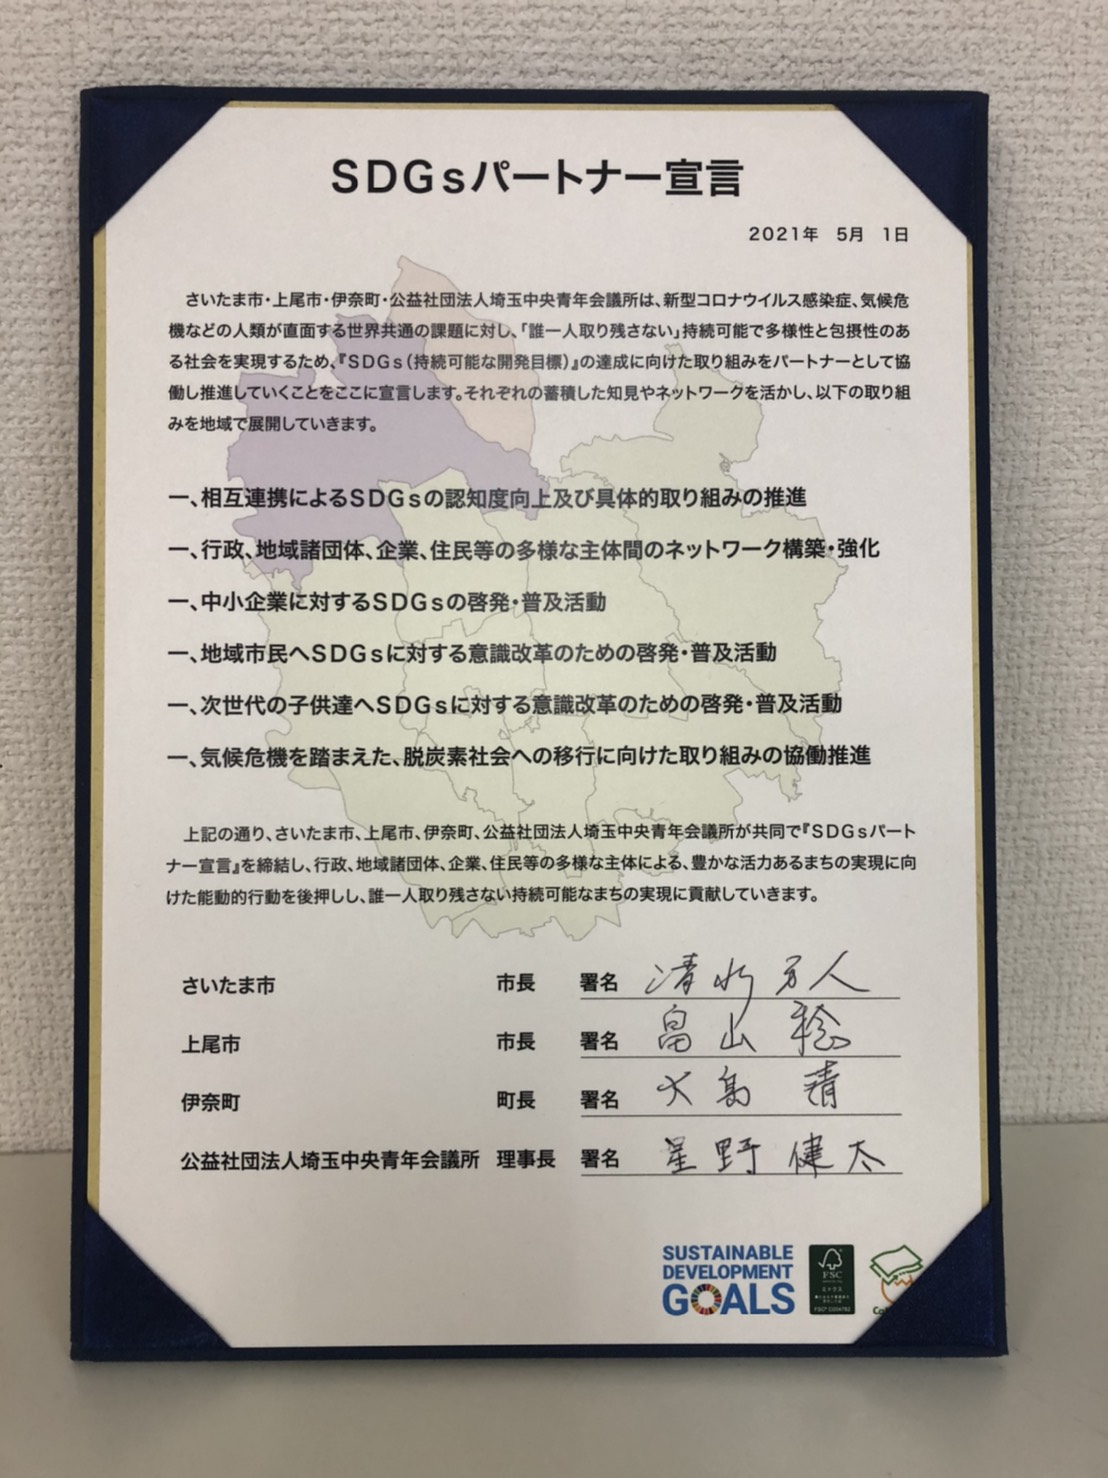 SDGsパートナー宣言
2021年　5月　1日
さいたま市・上尾市・伊奈町・公益社団法人埼玉中央青年会議所は、新型コロナウイルス感染症、気候危
機などの人類が直面する世界共通の課題に対し、「誰一人取り残さない」持続可能で多様性と包摂性のあ
る社会を実現するため、『SDGs（持続可能な開発目標）』の達成に向けた取り組みをパートナーとして協
働し推進していくことをここに宣言します。それぞれの蓄積した知見やネットワークを活かし、以下の取り組
みを地域で展開していきます。
一、相互連携によるSDGsの認知度向上及び具体的取り組みの推進
一、行政、地域諸団体、企業、住民等の多様な主体間のネットワーク構築・強化
一、中小企業に対するSDGsの啓発・普及活動
一、地域市民へSDGsに対する意識改革のための啓発・普及活動
一、次世代の子供達へSDGsに対する意識改革のための啓発・普及活動
一、気候危機を踏まえた、脱炭素社会への移行に向けた取り組みの協働推進
上記の通り、さいたま市、上尾市、伊奈町、公益社団法人埼玉中央青年会議所が共同で『SDGsパート
ナー宣言』を締結し、行政、地域諸団体、企業、住民等の多様な主体による、豊かな活力あるまちの実現に向
けた能動的行動を後押しし、誰一人取り残さない持続可能なまちの実現に貢献していきます。
さいたま市　市長　署名　清水万人
上尾市　市長　署名　畠山稔
伊奈町　町長　署名　大島清
公益社団法人埼玉中央青年会議所　理事長　署名　星野健太
SUSTAINABLE
DEVELOPMENT
GOALS
FSC
ミックス